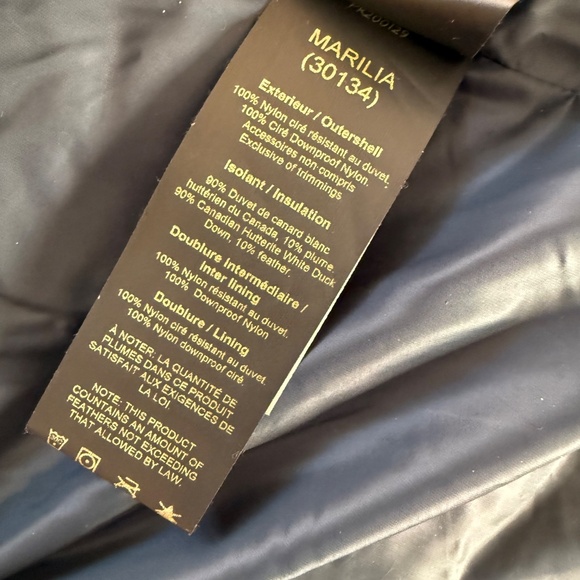 MARILIA
(30134)
Exterieur / Outershell
100% Nylon ciré résistant au duvet.
100% Ciré Downproof Nylon.
Accessoires non compris
Exclusive of trimmings
Isolant / Insulation
90% Duvet de canard blanc
huttérien du Canada, 10% plume.
90% Canadian Hutterite White Duck
Down, 10% feather.
Doublure Intermédiaire /
Inter lining
100% Nylon résistant au duvet.
100% Downproof Nylon
Doublure / Lining
100% Nylon ciré résistant au duvet.
100% Nylon downproof ciré.
À NOTER: LA QUANTITÉ DE
PLUMES DANS CE PRODUIT
SATISFAIT AUX EXIGENCES DE
LA LOI.
NOTE: THIS PRODUCT
COUNTAINS AN AMOUNT OF
FEATHERS NOT EXCEEDING
THAT ALLOWED BY LAW.